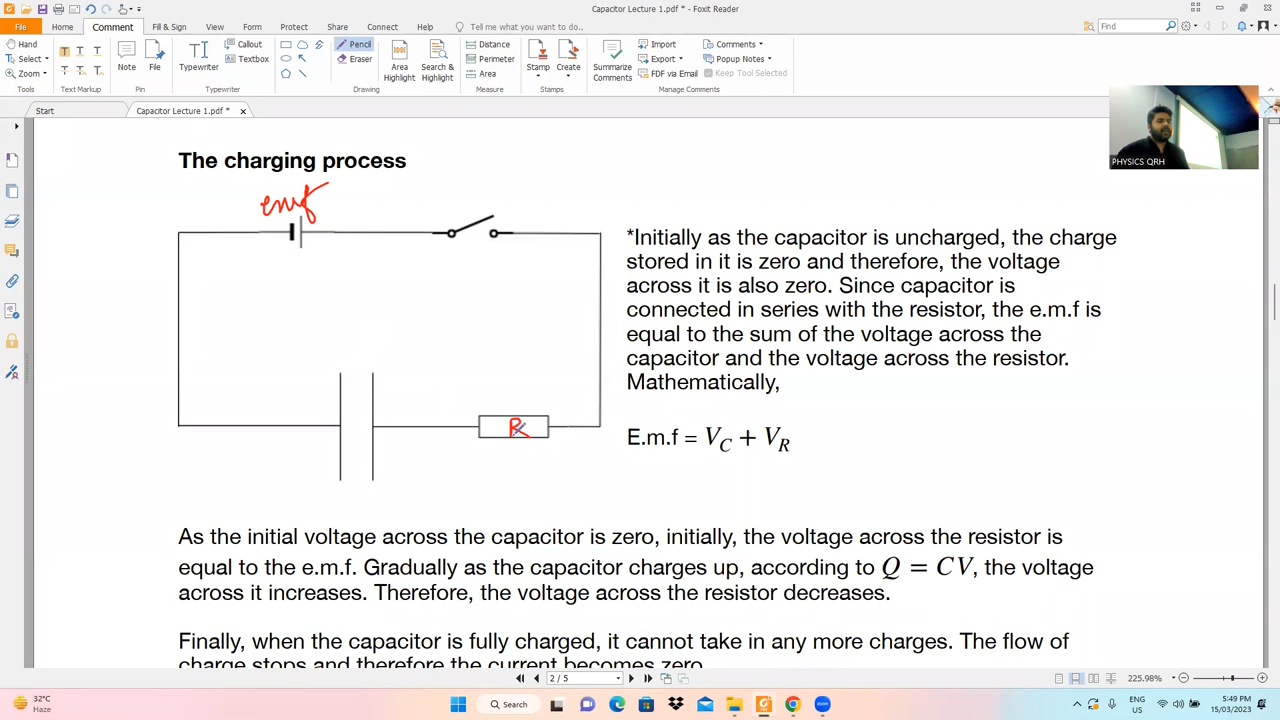 Capacitor Lecture 1.pdf * - Foxit Reader
File Home Comment View Form Protect Share Connect Help Extras Tell me what you want to do.. Find
Hand Select Zoom Tools
Text Markup
Note File Pin
Typewriter Callout Textbox Typewriter
Pencil Eraser Drawing
Area Highlight Search & Highlight
Distance Perimeter Area Measure
Stamp Create Stamps
Summarize Comments Import Export FDF via Email Comments Popup Notes Keep Tool Selected Manage Comments
Start Capacitor Lecture 1.pdf *
PHYSICS QRH
The charging process
emf
*Initially as the capacitor is uncharged, the charge
stored in it is zero and therefore, the voltage
across it is also zero. Since capacitor is
connected in series with the resistor, the e.m.f is
equal to the sum of the voltage across the
capacitor and the voltage across the resistor.
Mathematically,
R
E.m.f = V_C + V_R
As the initial voltage across the capacitor is zero, initially, the voltage across the resistor is
equal to the e.m.f. Gradually as the capacitor charges up, according to Q = CV, the voltage
across it increases. Therefore, the voltage across the resistor decreases.
Finally, when the capacitor is fully charged, it cannot take in any more charges. The flow of
charge stops and therefore the current becomes zero
2 / 5 225.98%
32°C
Haze
Search
ENG
US
5:49 PM
15/03/2023